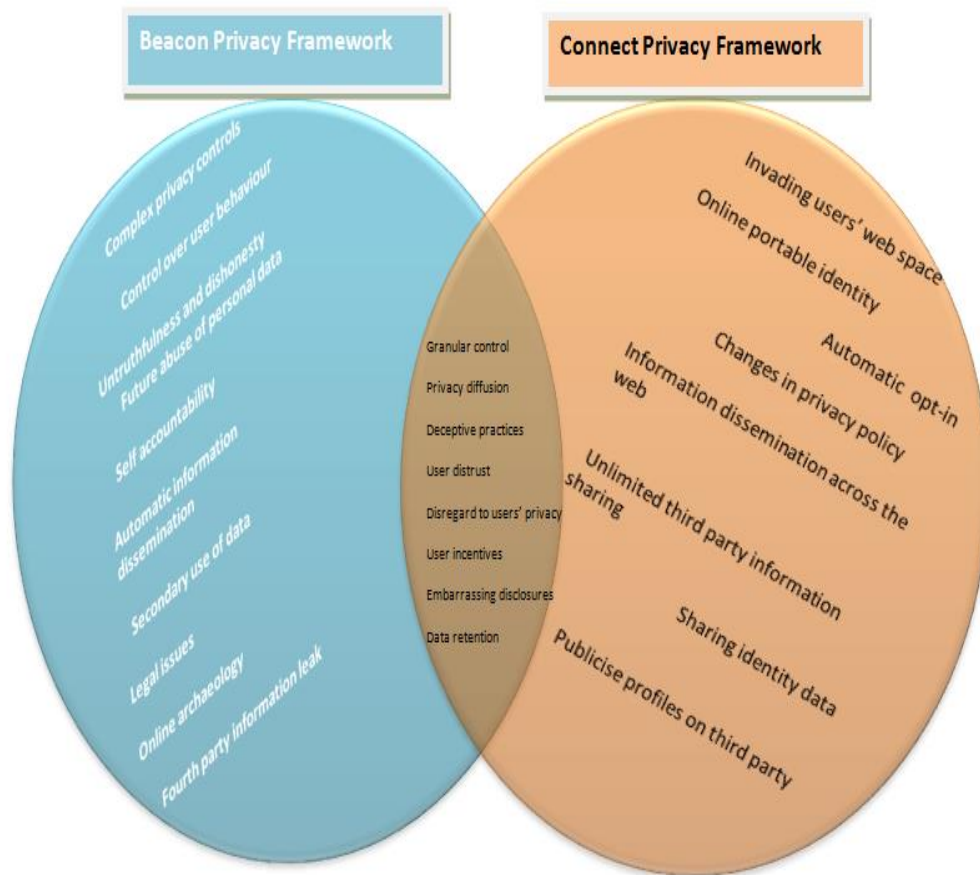 Beacon Privacy Framework
Connect Privacy Framework
Complex privacy controls
Control over user behaviour
Untruthfulness and dishonesty
Future abuse of personal data
Self accountability
Automatic information
dissemination
Secondary use of data
Legal issues
Online archaeology
Fourth party information leak
Granular control
Privacy diffusion
Deceptive practices
User distrust
Disregard to users' privacy
User incentives
Embarrassing disclosures
Data retention
Invading users' web space
Online portable identity
Automatic opt-in
Changes in privacy policy
Information dissemination across the
web
Unlimited third party information
sharing
Sharing identity data
Publicise profiles on third party